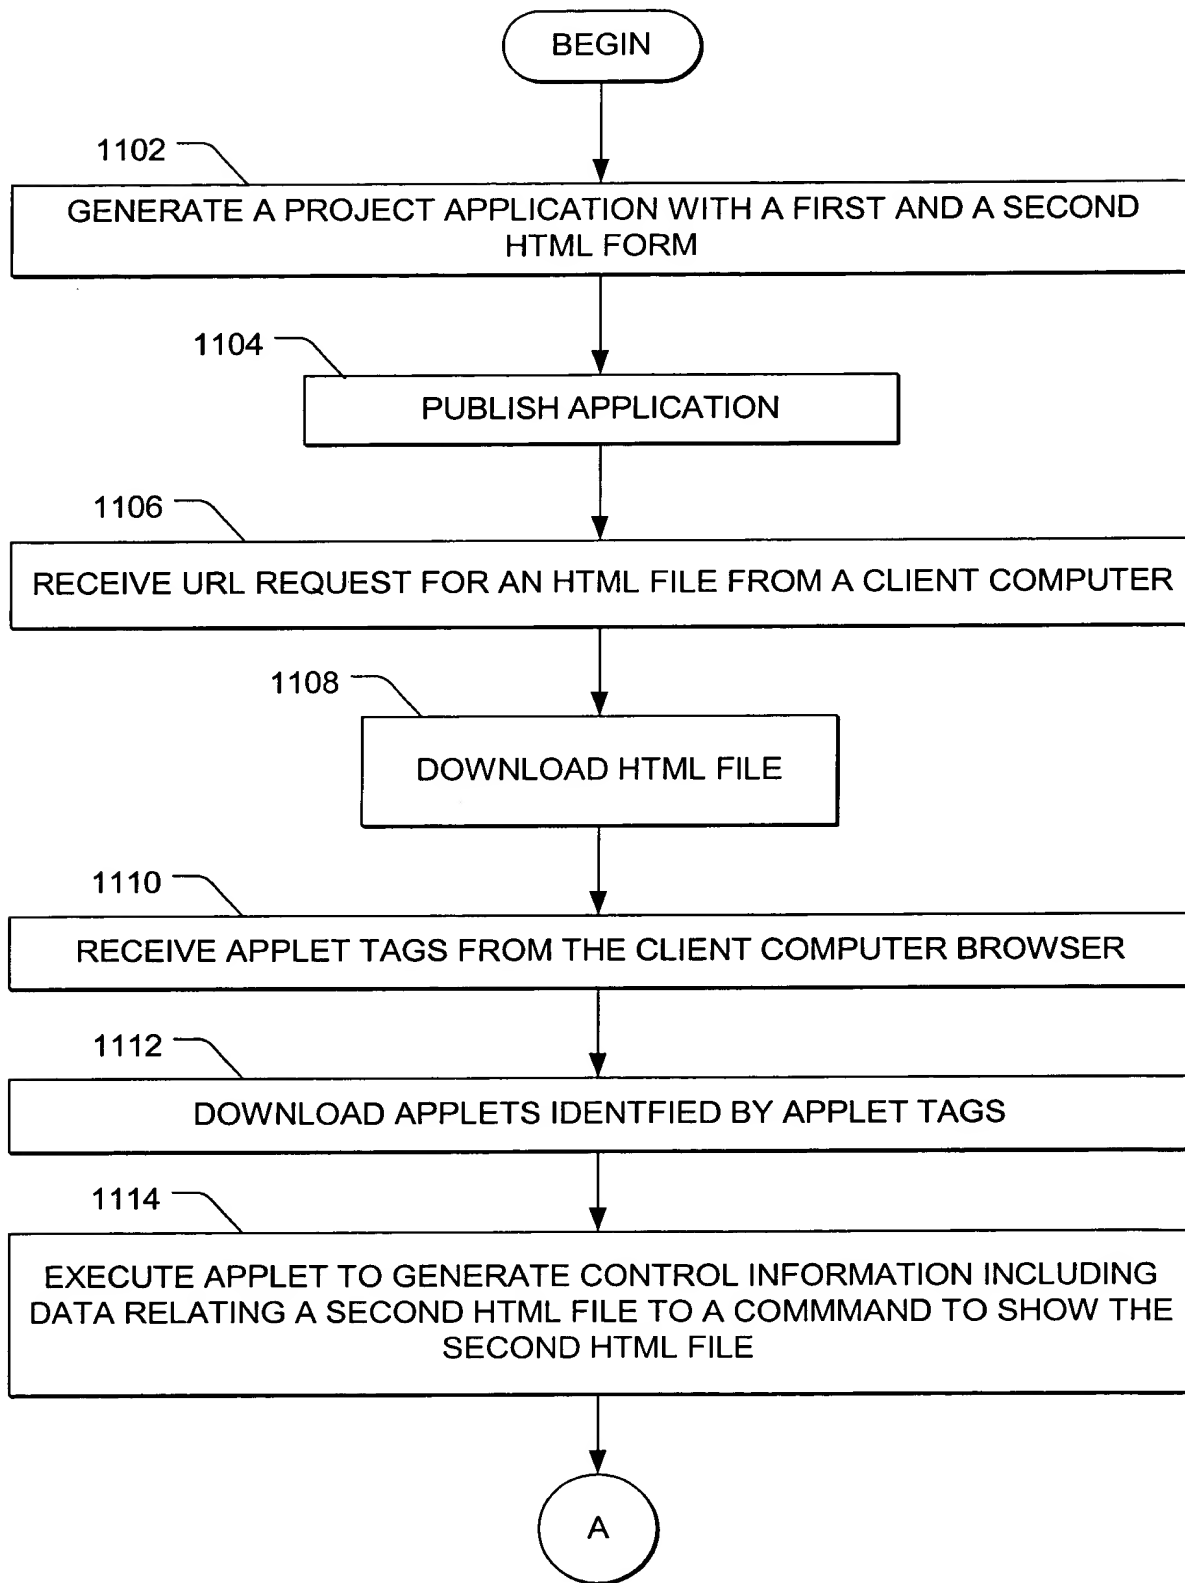 BEGIN
1102
GENERATE A PROJECT APPLICATION WITH A FIRST AND A SECOND
HTML FORM
1104
PUBLISH APPLICATION
1106
RECEIVE URL REQUEST FOR AN HTML FILE FROM A CLIENT COMPUTER
1108
DOWNLOAD HTML FILE
1110
RECEIVE APPLET TAGS FROM THE CLIENT COMPUTER BROWSER
1112
DOWNLOAD APPLETS IDENTFIED BY APPLET TAGS
1114
EXECUTE APPLET TO GENERATE CONTROL INFORMATION INCLUDING
DATA RELATING A SECOND HTML FILE TO A COMMMAND TO SHOW THE
SECOND HTML FILE
A